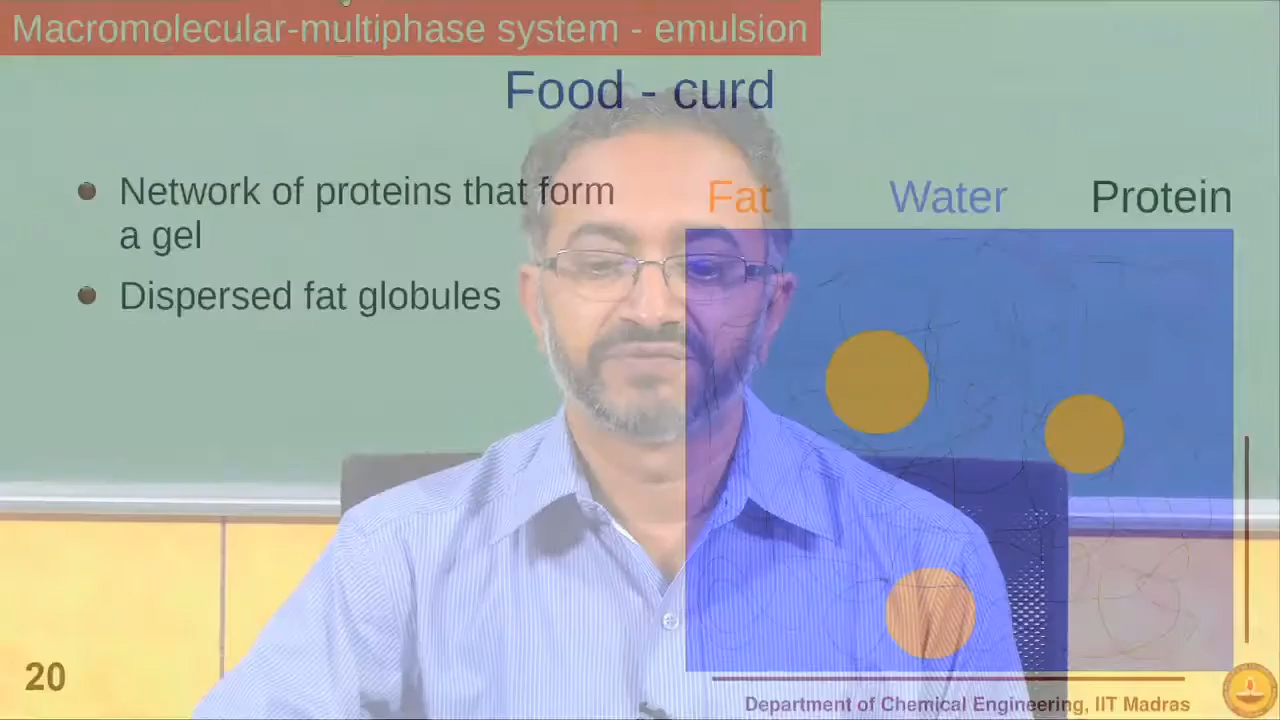 Macromolecular-multiphase system - emulsion
Food - curd
Network of proteins that form
a gel
Dispersed fat globules
Fat Water Protein
20
Department of Chemical Engineering, IIT Madras